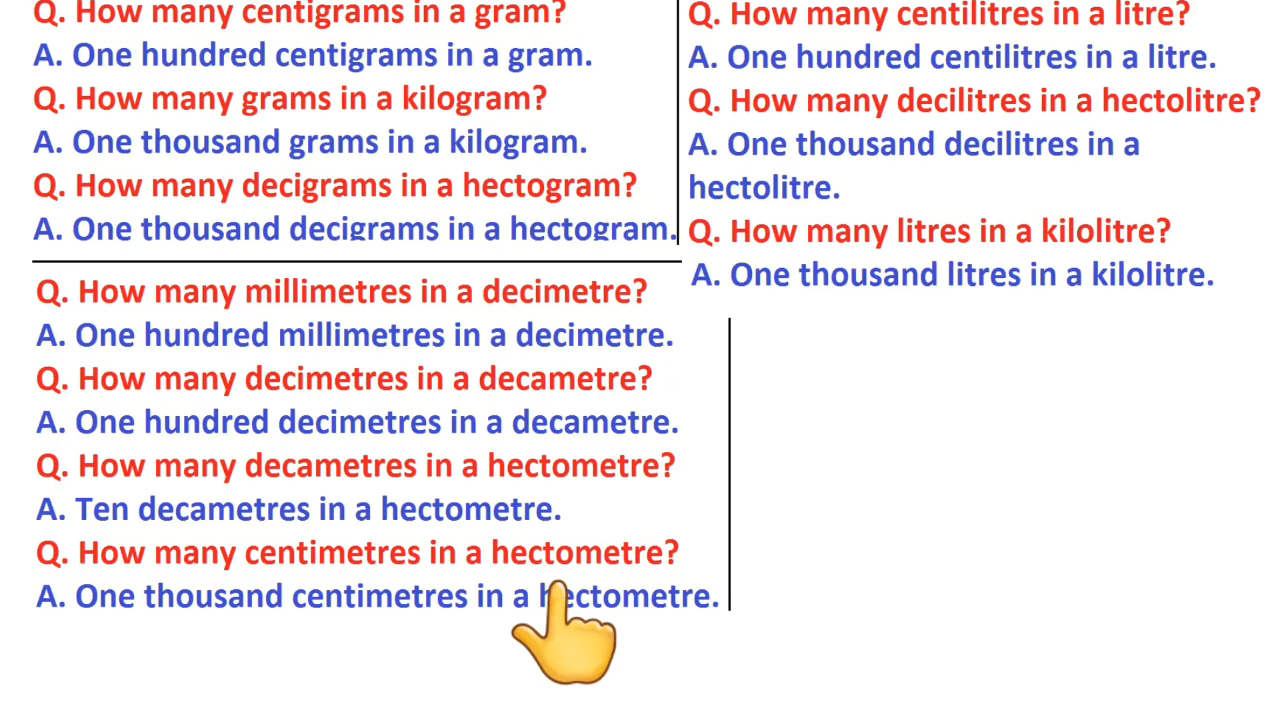 Q. How many centigrams in a gram?
A. One hundred centigrams in a gram.
Q. How many grams in a kilogram?
A. One thousand grams in a kilogram.
Q. How many decigrams in a hectogram?
A. One thousand decigrams in a hectogram.
Q. How many millimetres in a decimetre?
A. One hundred millimetres in a decimetre.
Q. How many decimetres in a decametre?
A. One hundred decimetres in a decametre.
Q. How many decametres in a hectometre?
A. Ten decametres in a hectometre.
Q. How many centimetres in a hectometre?
A. One thousand centimetres in a hectometre.
Q. How many centilitres in a litre?
A. One hundred centilitres in a litre.
Q. How many decilitres in a hectolitre?
A. One thousand decilitres in a
hectolitre.
Q. How many litres in a kilolitre?
A. One thousand litres in a kilolitre.